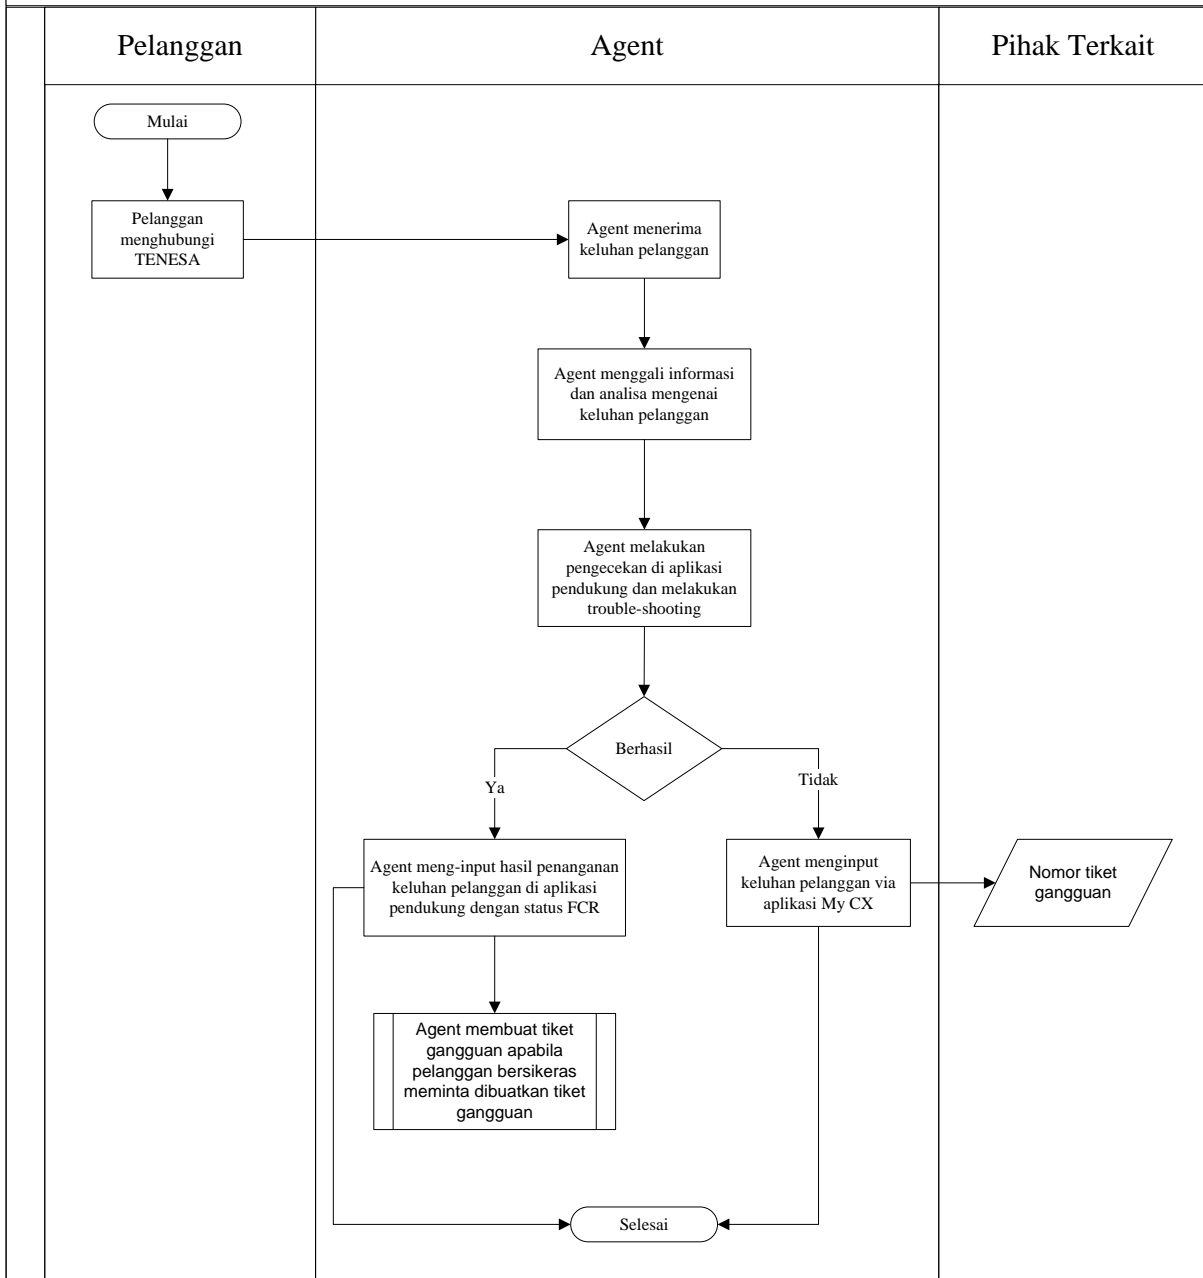 Pelanggan
Agent
Pihak Terkait
Mulai
Pelanggan
menghubungi
TENESA
Agent menerima
keluhan pelanggan
Agent menggali informasi
dan analisa mengenai
keluhan pelanggan
Agent melakukan
pengecekan di aplikasi
pendukung dan melakukan
trouble-shooting
Berhasil
Ya
Tidak
Agent meng-input hasil penanganan
keluhan pelanggan di aplikasi
pendukung dengan status FCR
Agent menginput
keluhan pelanggan via
aplikasi My CX
Nomor tiket
gangguan
Agent membuat tiket
gangguan apabila
pelanggan bersikeras
meminta dibuatkan tiket
gangguan
Selesai